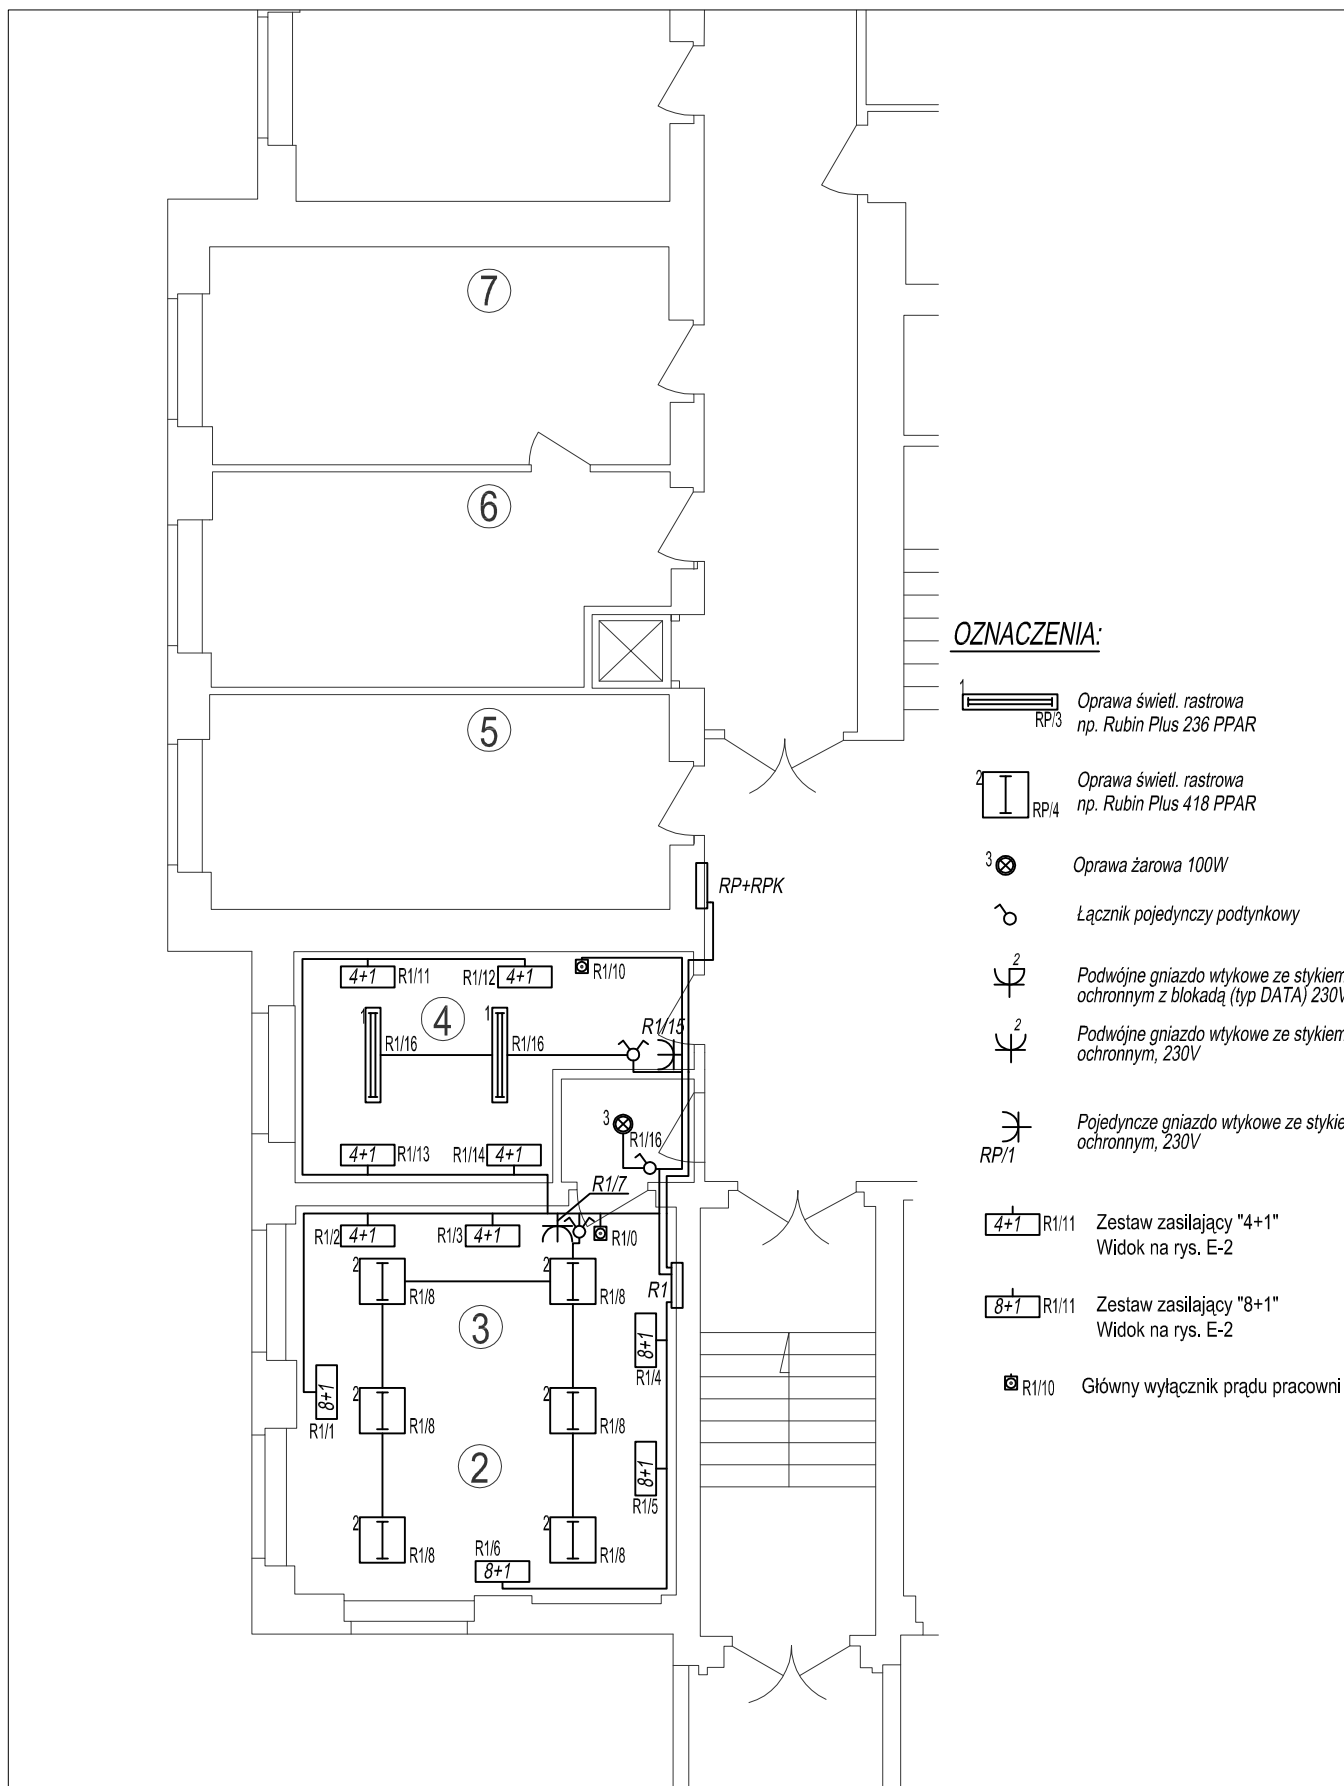 7
6
5
RP+RPK
4+1 R1/11
R1/12 4+1
R1/10
4
1
R1/16
1
R1/16
R1/15
3
R1/16
4+1 R1/13
R1/14 4+1
R1/7
R1/2 4+1
R1/3 4+1
R1/0
2
R1/8
2
R1/8
R1
3
8+1
R1/4
8+1
R1/1
2
R1/8
2
R1/8
2
8+1
R1/5
2
R1/8
2
R1/8
R1/6
8+1
OZNACZENIA:
1
RP/3
Oprawa świetl. rastrowa
np. Rubin Plus 236 PPAR
2
RP/4
Oprawa świetl. rastrowa
np. Rubin Plus 418 PPAR
3
Oprawa żarowa 100W
Łącznik pojedynczy podtynkowy
2
Podwójne gniazdo wtykowe ze stykiem
ochronnym z blokadą (typ DATA) 230V
2
Podwójne gniazdo wtykowe ze stykiem
ochronnym, 230V
RP/1
Pojedyncze gniazdo wtykowe ze stykie
ochronnym, 230V
4+1 R1/11 Zestaw zasilający "4+1"
Widok na rys. E-2
8+1 R1/11 Zestaw zasilający "8+1"
Widok na rys. E-2
R1/10 Główny wyłącznik prądu pracowni